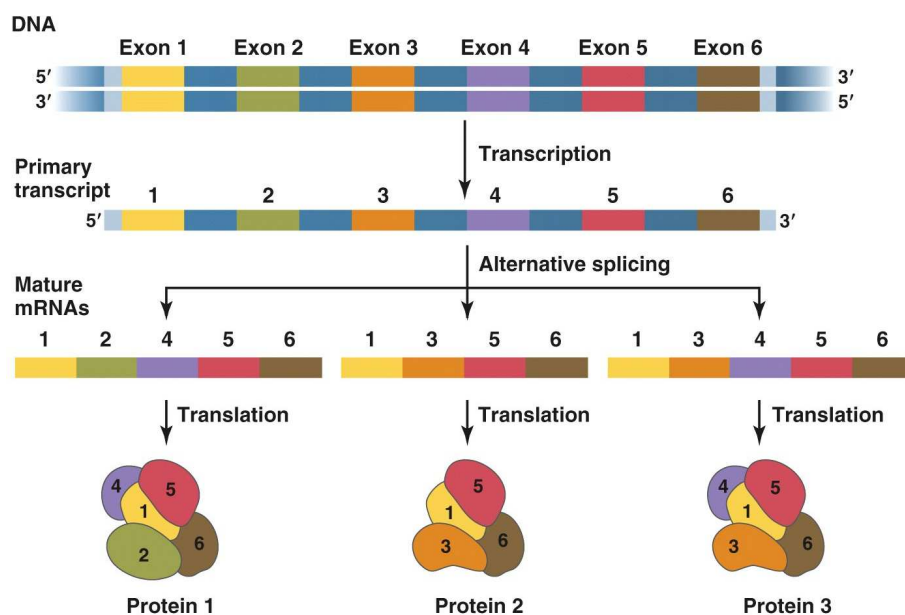 DNA
Exon 1 Exon 2 Exon 3 Exon 4 Exon 5 Exon 6
5′ 3′
3′ 5′
Transcription
Primary
transcript
1 2 3 4 5 6
5′ 3′
Alternative splicing
Mature
mRNAs
1 2 4 5 6 1 3 5 6 1 3 4 5 6
Translation Translation Translation
4 5 1 2 6
5 1 3 6
4 5 1 3 6
Protein 1 Protein 2 Protein 3